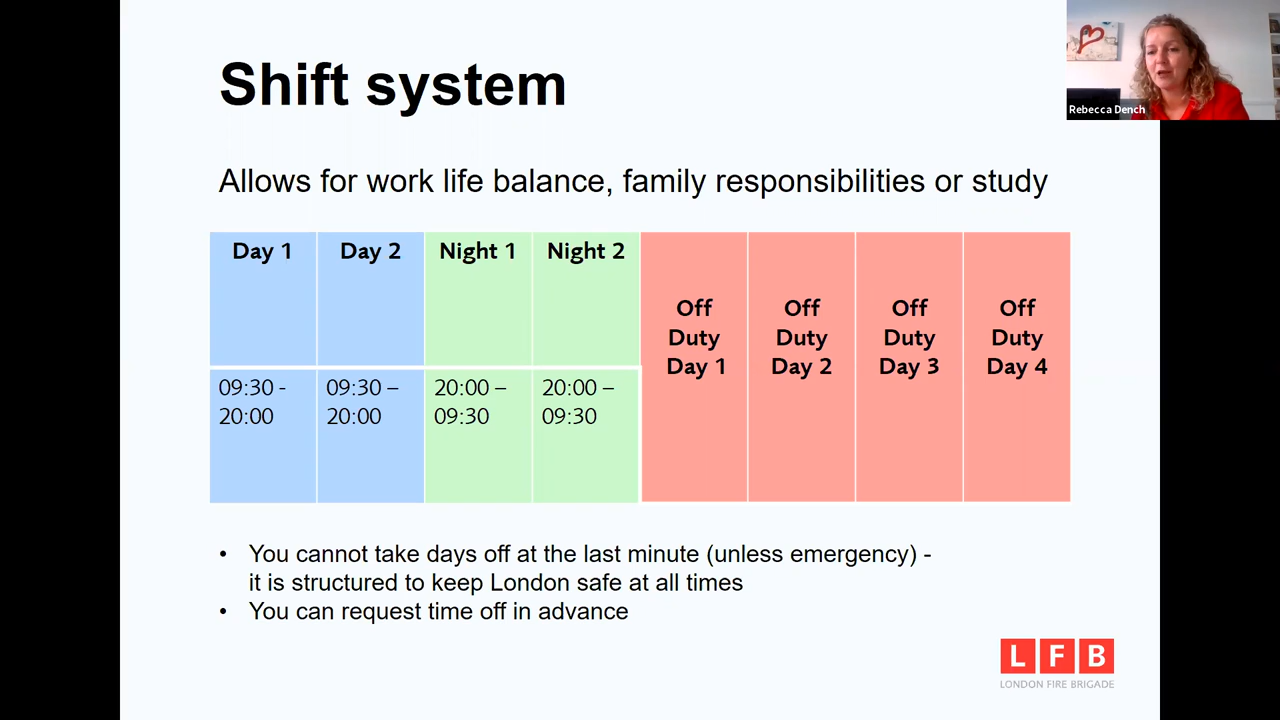 Shift system
Rebecca Dench
Allows for work life balance, family responsibilities or study
Day 1
Day 2
Night 1
Night 2
Off
Duty
Day 1
Off
Duty
Day 2
Off
Duty
Day 3
Off
Duty
Day 4
09:30 -
20:00
09:30 –
20:00
20:00 –
09:30
20:00 –
09:30
• You cannot take days off at the last minute (unless emergency) -
it is structured to keep London safe at all times
• You can request time off in advance
L F B
LONDON FIRE BRIGADE